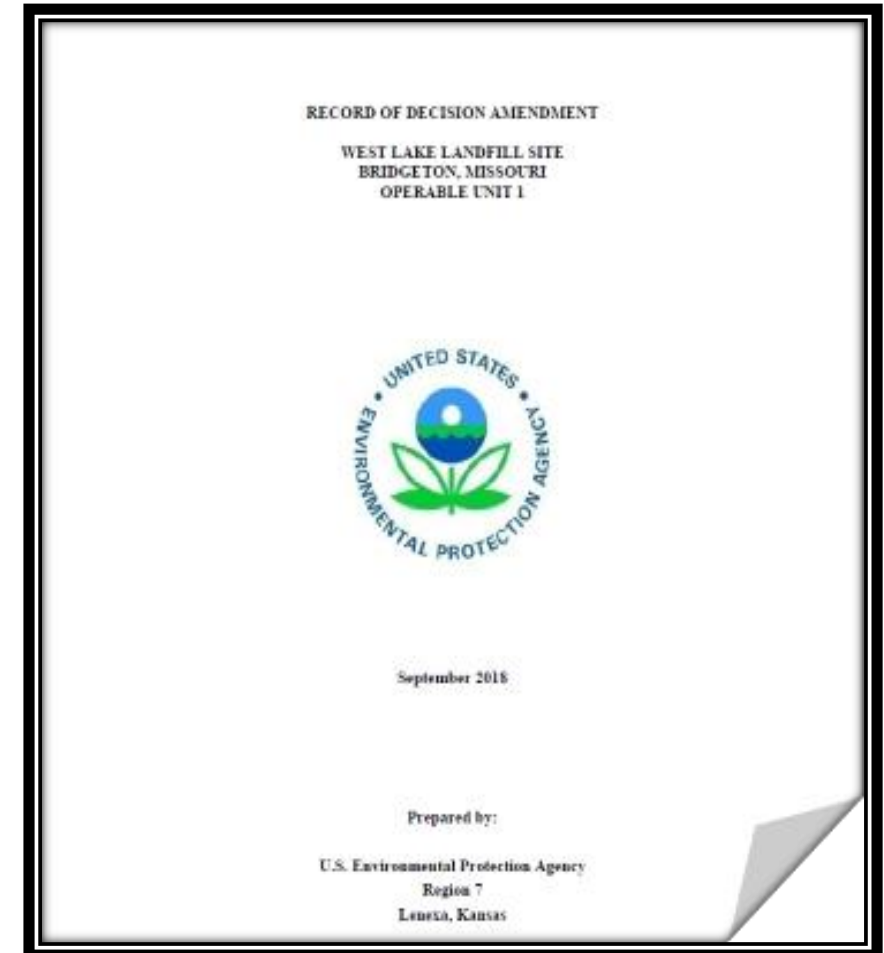 RECORD OF DECISION AMENDMENT
WEST LAKE LANDFILL SITE
BRIDGETON, MISSOURI
OPERABLE UNIT 1
UNITED STATES
ENVIRONMENTAL PROTECTION AGENCY
September 2018
Prepared by:
U.S. Environmental Protection Agency
Region 7
Lenexa, Kansas